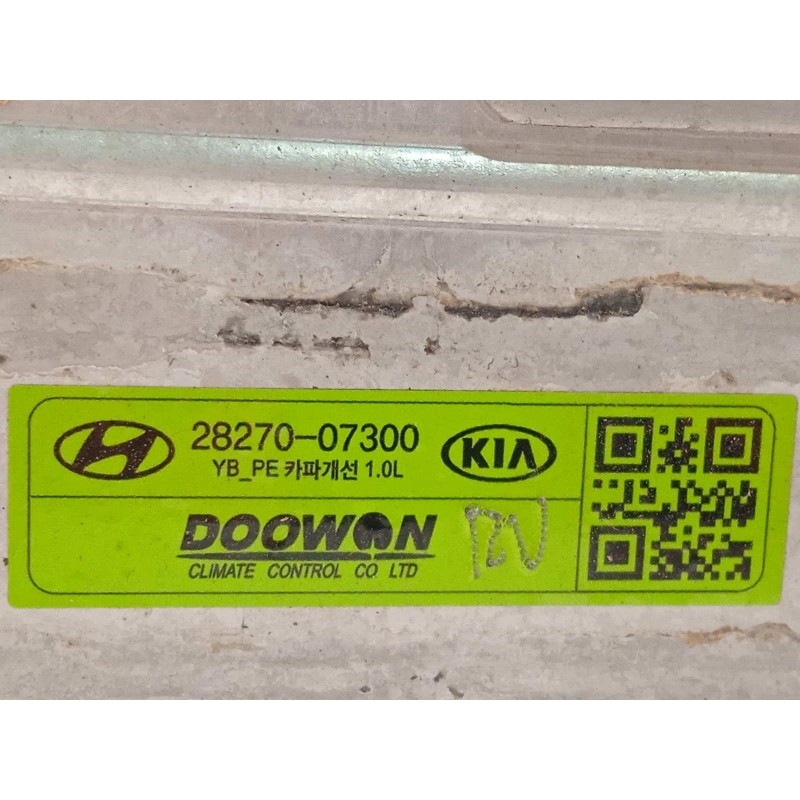 28270-07300
KIA
YB_PE 카파개선 1.0L
DOOWON
CLIMATE CONTROL CO LTD